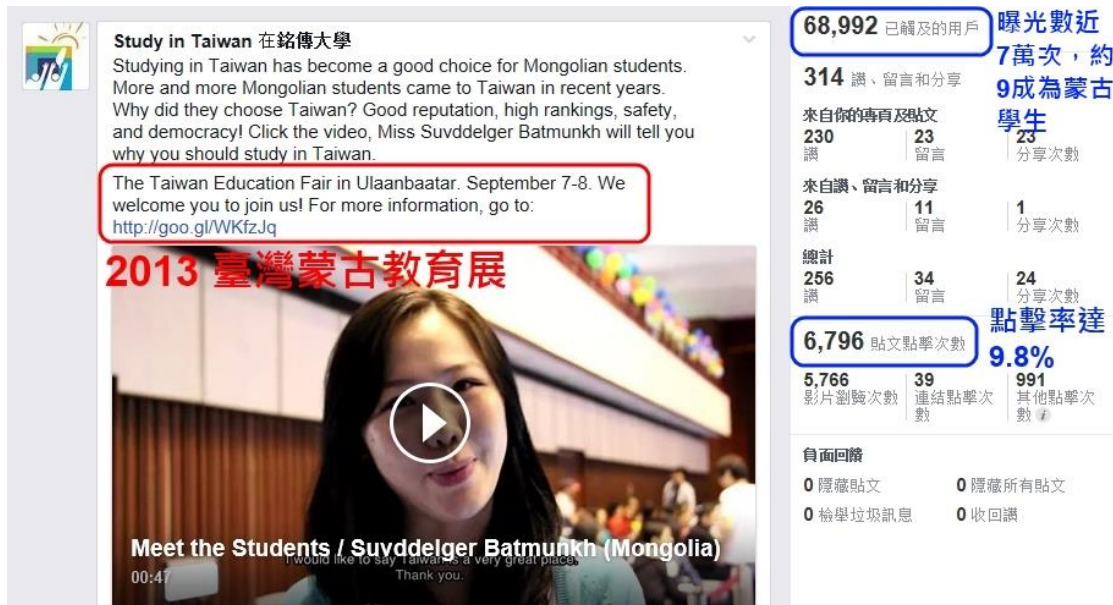 Study in Taiwan 在銘傳大學
Studying in Taiwan has become a good choice for Mongolian students.
More and more Mongolian students came to Taiwan in recent years.
Why did they choose Taiwan? Good reputation, high rankings, safety,
and democracy! Click the video, Miss Suvddelger Batmunkh will tell you
why you should study in Taiwan.
The Taiwan Education Fair in Ulaanbaatar. September 7-8. We
welcome you to join us! For more information, go to:
http://goo.gl/WKfzJq
2013 臺灣蒙古教育展
Meet the Students / Suvddelger Batmunkh (Mongolia)
I would like to say Taiwan is a very great place.
Thank you.
00:47
68,992 已觸及的用戶
曝光數近
7萬次，約
9成為蒙古
學生
314 讚、留言和分享
來自你的專頁及貼文
230 23 23
讚 留言 分享次數
來自讚、留言和分享
26 11 1
讚 留言 分享次數
總計
256 34 24
讚 留言 分享次數
6,796 貼文點擊次數
點擊率達
9.8%
5,766 39 991
影片瀏覽次數 連結點擊次 其他點擊次
數 數 i
負面回饋
0 隱藏貼文 0 隱藏所有貼文
0 檢舉垃圾訊息 0 收回讚